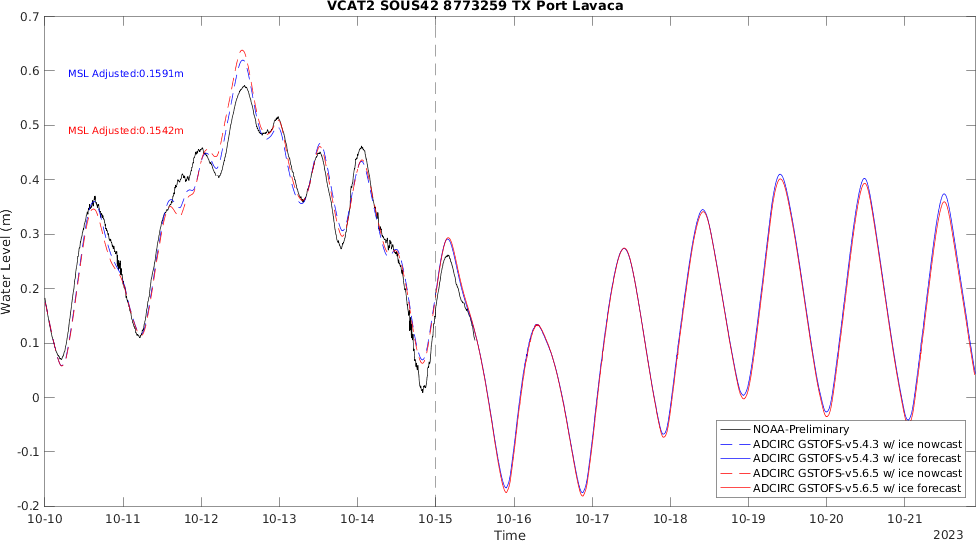 VCAT2 SOUS42 8773259 TX Port Lavaca
0.7
0.6
0.5
0.4
0.3
0.2
0.1
0
-0.1
-0.2
Water Level (m)
MSL Adjusted:0.1591m
MSL Adjusted:0.1542m
NOAA-Preliminary
ADCIRC GSTOFS-v5.4.3 w/ ice nowcast
ADCIRC GSTOFS-v5.4.3 w/ ice forecast
ADCIRC GSTOFS-v5.6.5 w/ ice nowcast
ADCIRC GSTOFS-v5.6.5 w/ ice forecast
10-10 10-11 10-12 10-13 10-14 10-15 10-16 10-17 10-18 10-19 10-20 10-21
Time
2023